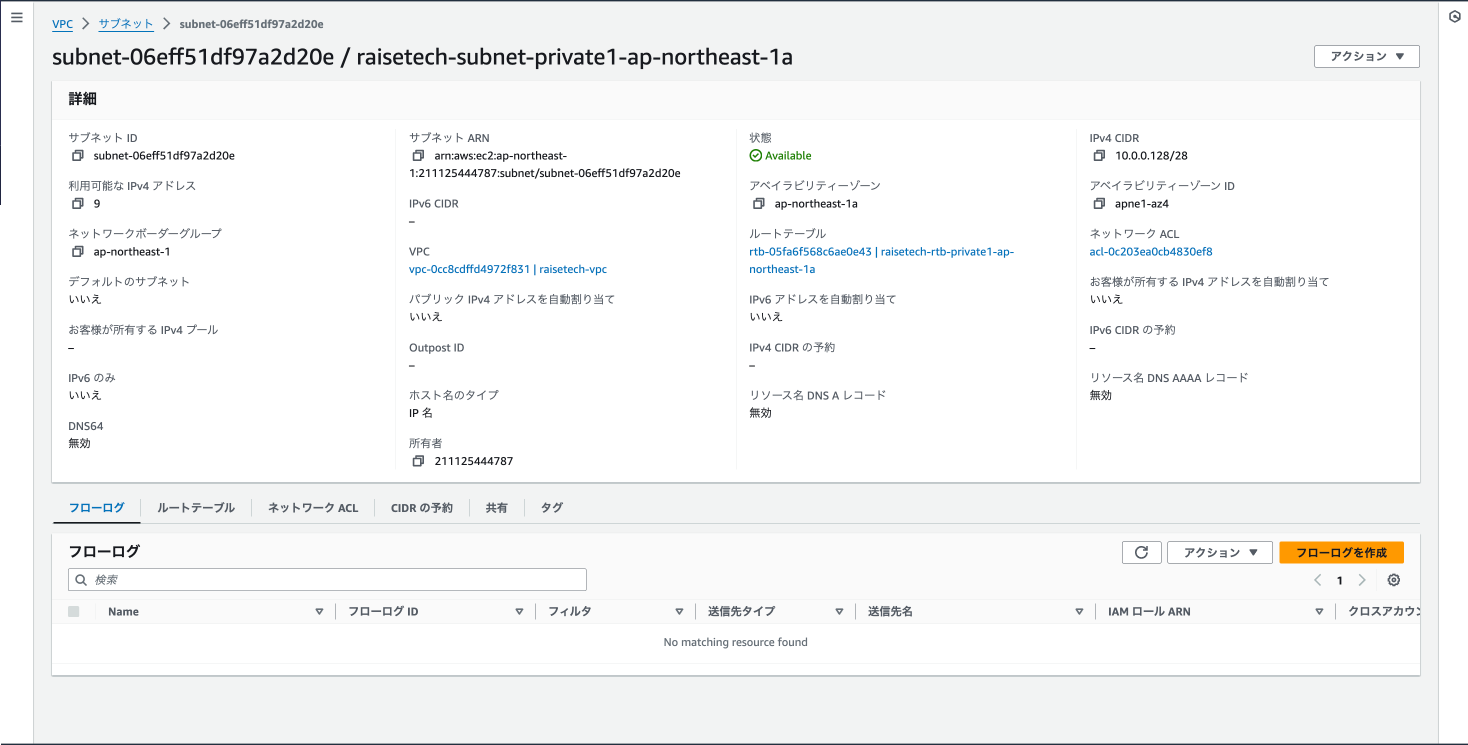 VPC > サブネット > subnet-06eff51df97a2d20e
subnet-06eff51df97a2d20e / raisetech-subnet-private1-ap-northeast-1a
アクション ▼
詳細
サブネット ID
subnet-06eff51df97a2d20e
利用可能な IPv4 アドレス
9
ネットワークボーダーグループ
ap-northeast-1
デフォルトのサブネット
いいえ
お客様が所有する IPv4 プール
–
IPv6 のみ
いいえ
DNS64
無効
サブネット ARN
arn:aws:ec2:ap-northeast-
1:211125444787:subnet/subnet-06eff51df97a2d20e
IPv6 CIDR
–
VPC
vpc-0cc8cdffd4972f831 | raisetech-vpc
パブリック IPv4 アドレスを自動割り当て
いいえ
Outpost ID
–
ホスト名のタイプ
IP 名
所有者
211125444787
状態
Available
アベイラビリティーゾーン
ap-northeast-1a
ルートテーブル
rtb-05fa6f568c6ae0e43 | raisetech-rtb-private1-ap-
northeast-1a
IPv6 アドレスを自動割り当て
いいえ
IPv4 CIDR の予約
–
リソース名 DNS A レコード
無効
IPv4 CIDR
10.0.0.128/28
アベイラビリティーゾーン ID
apne1-az4
ネットワーク ACL
acl-0c203ea0cb4830ef8
お客様が所有する IPv4 アドレスを自動割り当て
いいえ
IPv6 CIDR の予約
–
リソース名 DNS AAAA レコード
無効
フローログ ルートテーブル ネットワーク ACL CIDR の予約 共有 タグ
フローログ
アクション ▼ フローログを作成
検索
1
Name フローログ ID フィルタ 送信先タイプ 送信先名 IAM ロール ARN クロスアカウン
No matching resource found